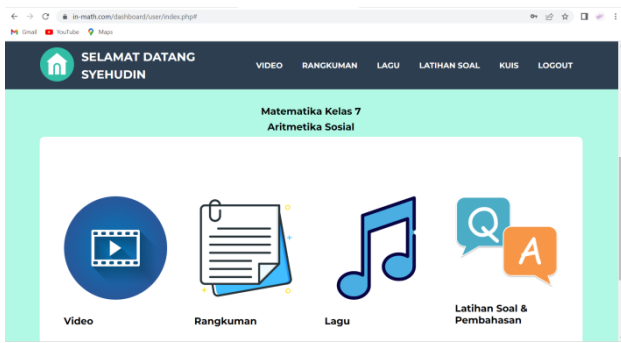 in-math.com/dashboard/user/index.php#
Gmail YouTube Maps
SELAMAT DATANG
SYEHUDIN
VIDEO RANGKUMAN LAGU LATIHAN SOAL KUIS LOGOUT
Matematika Kelas 7
Aritmetika Sosial
Q
A
Video
Rangkuman
Lagu
Latihan Soal &
Pembahasan